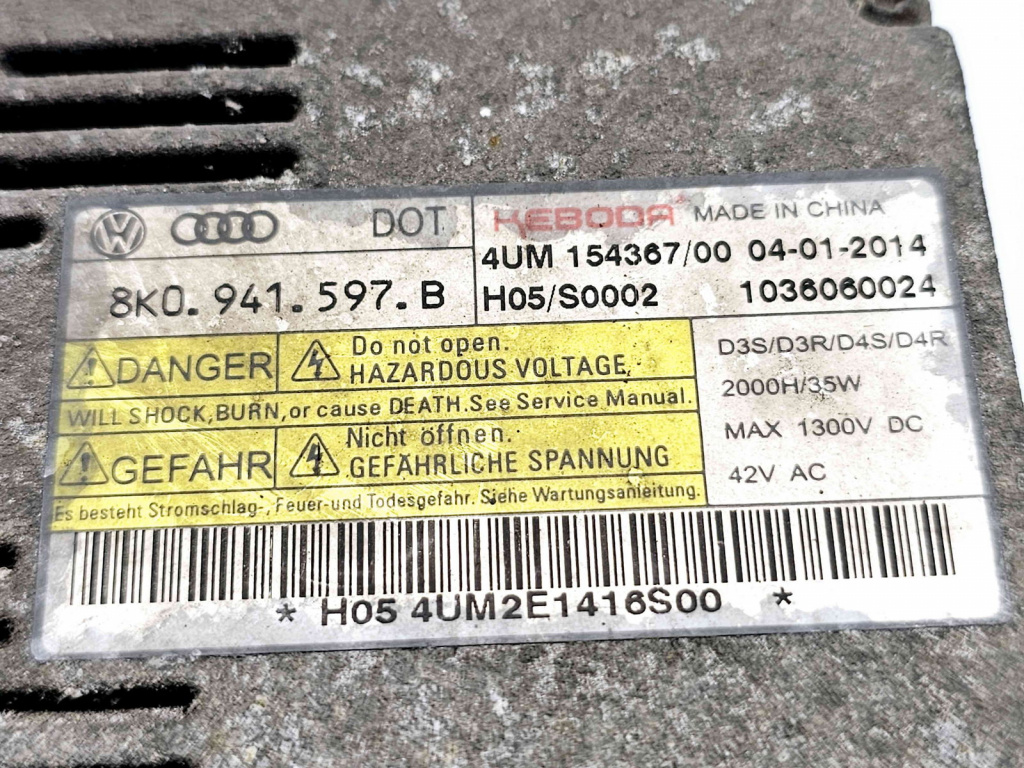 DOT
8K0.941.597.B
KEBODA MADE IN CHINA
4UM 154367/00 04-01-2014
H05/S0002 1036060024
DANGER
Do not open.
HAZARDOUS VOLTAGE,
WILL SHOCK, BURN, or cause DEATH. See Service Manual.
GEFAHR
Nicht öffnen.
GEFÄHRLICHE SPANNUNG
Es besteht Stromschlag-, Feuer-und Todesgefahr. Siehe Wartungsanleitung.
D3S/D3R/D4S/D4R
2000H/35W
MAX 1300V DC
42V AC
* H05 4UM2E1416S00 *